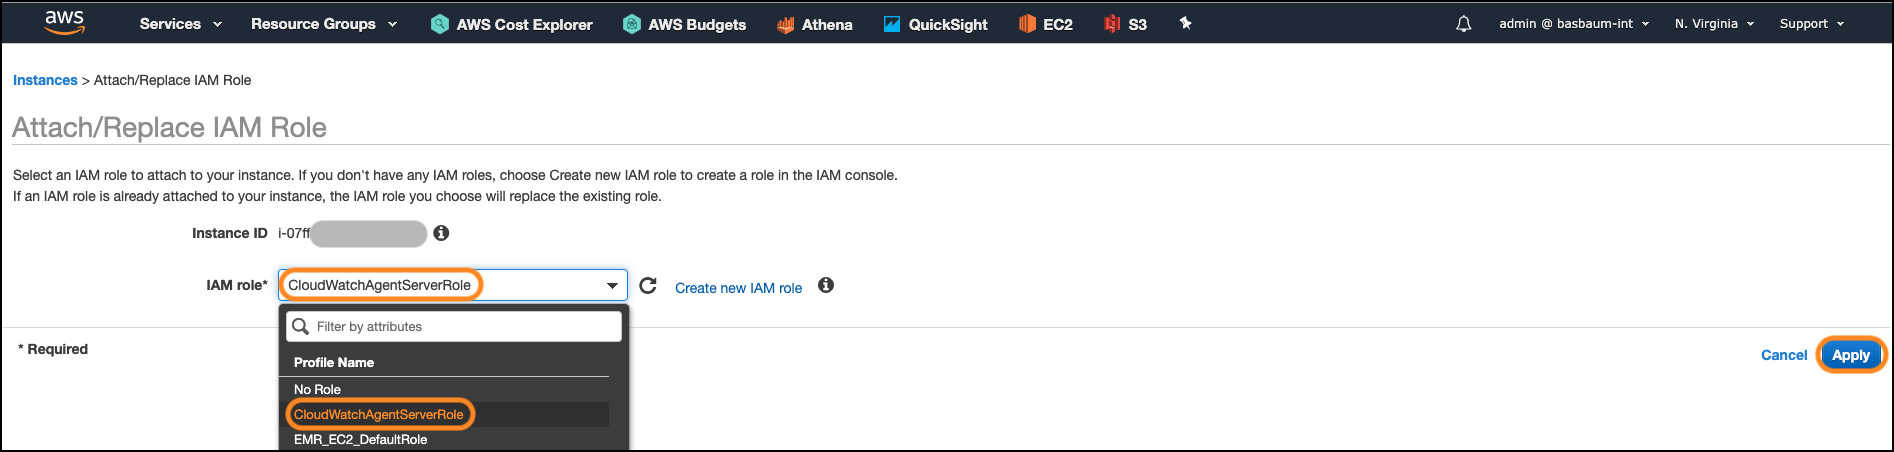 aws Services Resource Groups AWS Cost Explorer AWS Budgets Athena QuickSight EC2 S3 admin @ basbaum-int N. Virginia Support
Instances > Attach/Replace IAM Role
Attach/Replace IAM Role
Select an IAM role to attach to your instance. If you don't have any IAM roles, choose Create new IAM role to create a role in the IAM console.
If an IAM role is already attached to your instance, the IAM role you choose will replace the existing role.
Instance ID i-07ff
IAM role* CloudWatchAgentServerRole Create new IAM role
Filter by attributes
* Required
Profile Name
Cancel Apply
No Role
CloudWatchAgentServerRole
EMR_EC2_DefaultRole